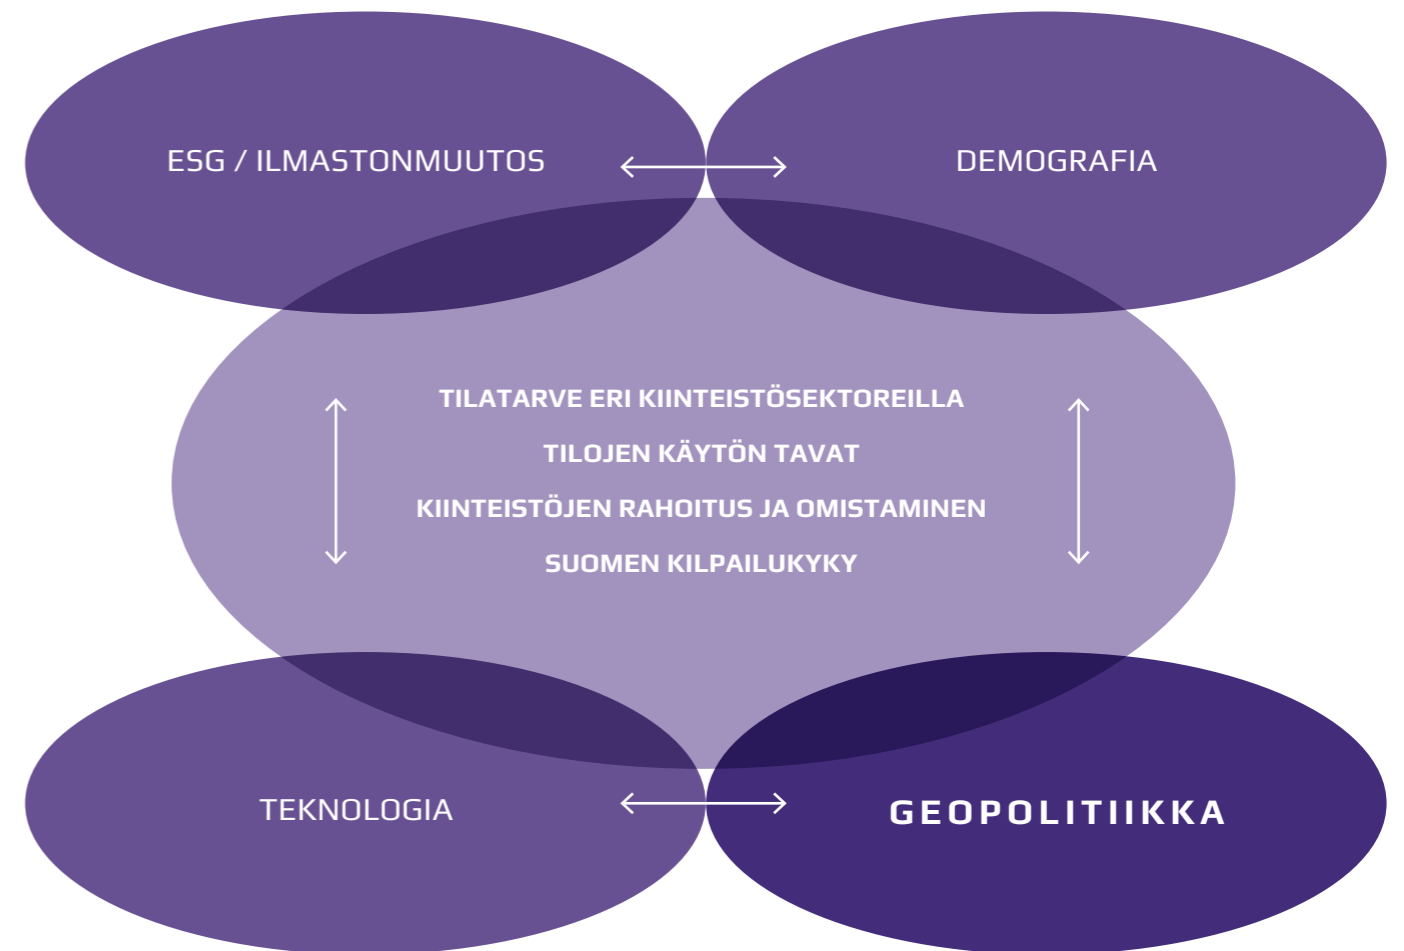 ESG / ILMASTONMUUTOS
DEMOGRAFIA
TILATARVE ERI KIINTEISTÖSEKTOREILLA
TILOJEN KÄYTÖN TAVAT
KIINTEISTÖJEN RAHOITUS JA OMISTAMINEN
SUOMEN KILPAILUKYKY
TEKNOLOGIA
GEOPOLITIIKKA